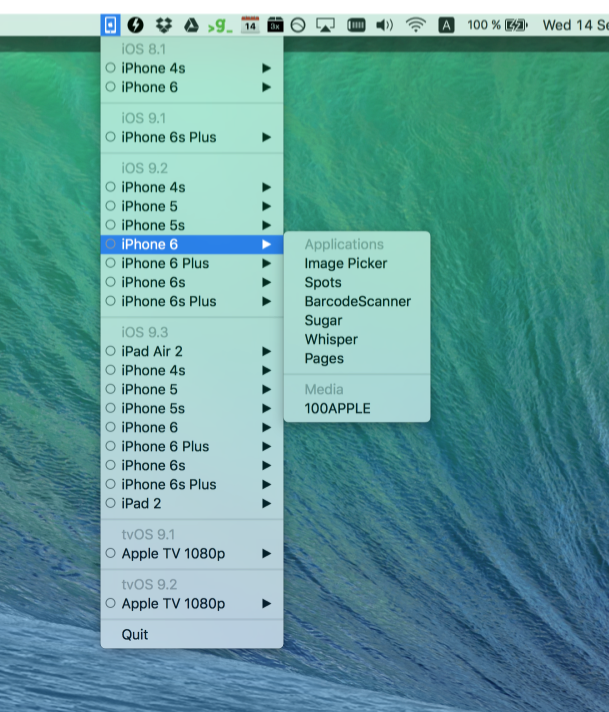 >g_
14
3x
A
100 %
Wed 14 Se
iOS 8.1
iPhone 4s
iPhone 6
iOS 9.1
iPhone 6s Plus
iOS 9.2
iPhone 4s
iPhone 5
iPhone 5s
iPhone 6
iPhone 6 Plus
iPhone 6s
iPhone 6s Plus
Applications
Image Picker
Spots
BarcodeScanner
Sugar
Whisper
Pages
Media
100APPLE
iOS 9.3
iPad Air 2
iPhone 4s
iPhone 5
iPhone 5s
iPhone 6
iPhone 6 Plus
iPhone 6s
iPhone 6s Plus
iPad 2
tvOS 9.1
Apple TV 1080p
tvOS 9.2
Apple TV 1080p
Quit